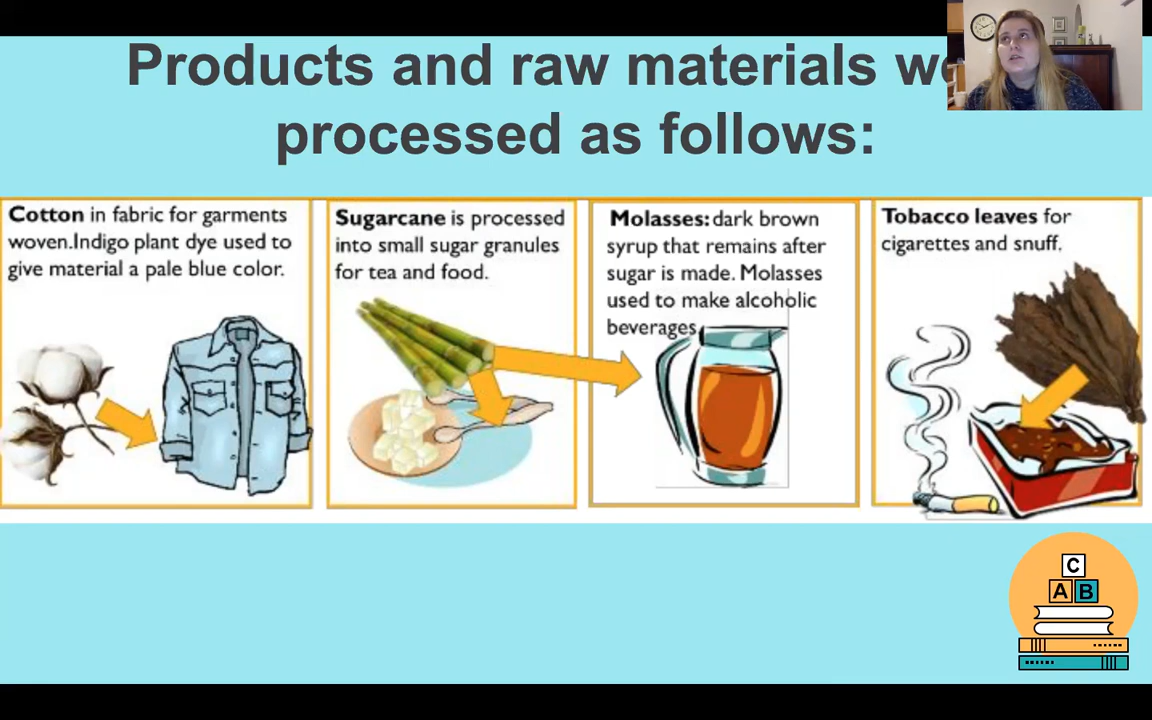 Products and raw materials
processed as follows:
Cotton in fabric for garments
woven.Indigo plant dye used to
give material a pale blue color.
Sugarcane is processed
into small sugar granules
for tea and food.
Molasses: dark brown
syrup that remains after
sugar is made. Molasses
used to make alcoholic
beverages
Tobacco leaves for
cigarettes and snuff.
C
A B